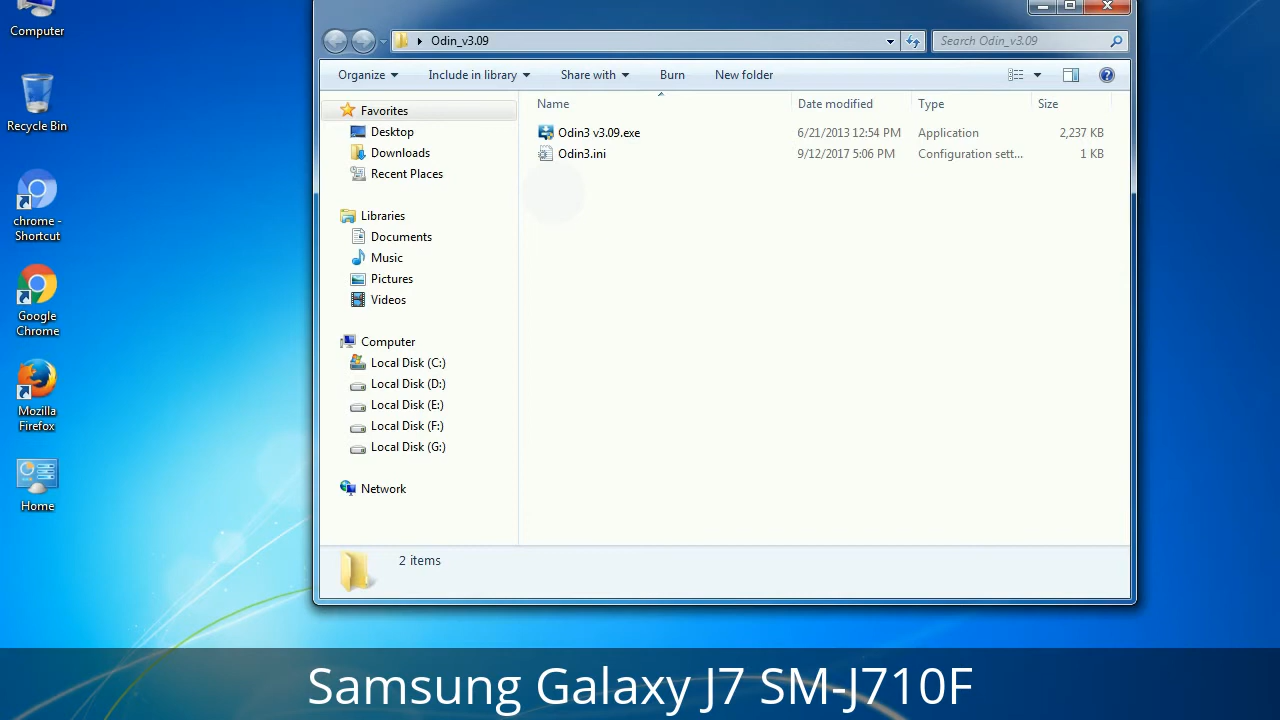 Computer
Recycle Bin
chrome -
Shortcut
Google
Chrome
Mozilla
Firefox
Home
Odin_v3.09
Search Odin_v3.09
Organize
Include in library
Share with
Burn
New folder
Favorites
Desktop
Downloads
Recent Places
Libraries
Documents
Music
Pictures
Videos
Computer
Local Disk (C:)
Local Disk (D:)
Local Disk (E:)
Local Disk (F:)
Local Disk (G:)
Network
Name Date modified Type Size
Odin3 v3.09.exe 6/21/2013 12:54 PM Application 2,237 KB
Odin3.ini 9/12/2017 5:06 PM Configuration sett... 1 KB
2 items
Samsung Galaxy J7 SM-J710F